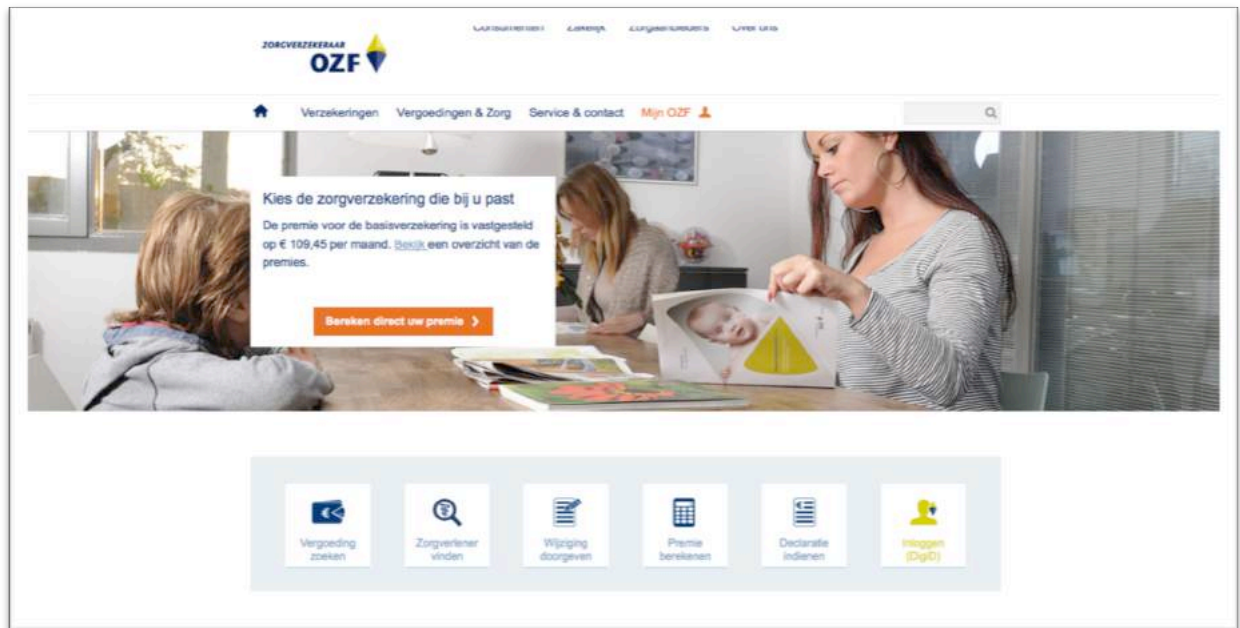 Consumenten Zakelijk Zorgaanbieders Over ons
ZORGVERZEKERAAR
OZF
Verzekeringen Vergoedingen & Zorg Service & contact Mijn OZF
Kies de zorgverzekering die bij u past
De premie voor de basisverzekering is vastgesteld
op € 109,45 per maand. Bekijk een overzicht van de
premies.
Bereken direct uw premie
Vergoeding
zoeken
Zorgverlener
vinden
Wijziging
doorgeven
Premie
berekenen
Declaratie
indienen
Inloggen
(DigiD)